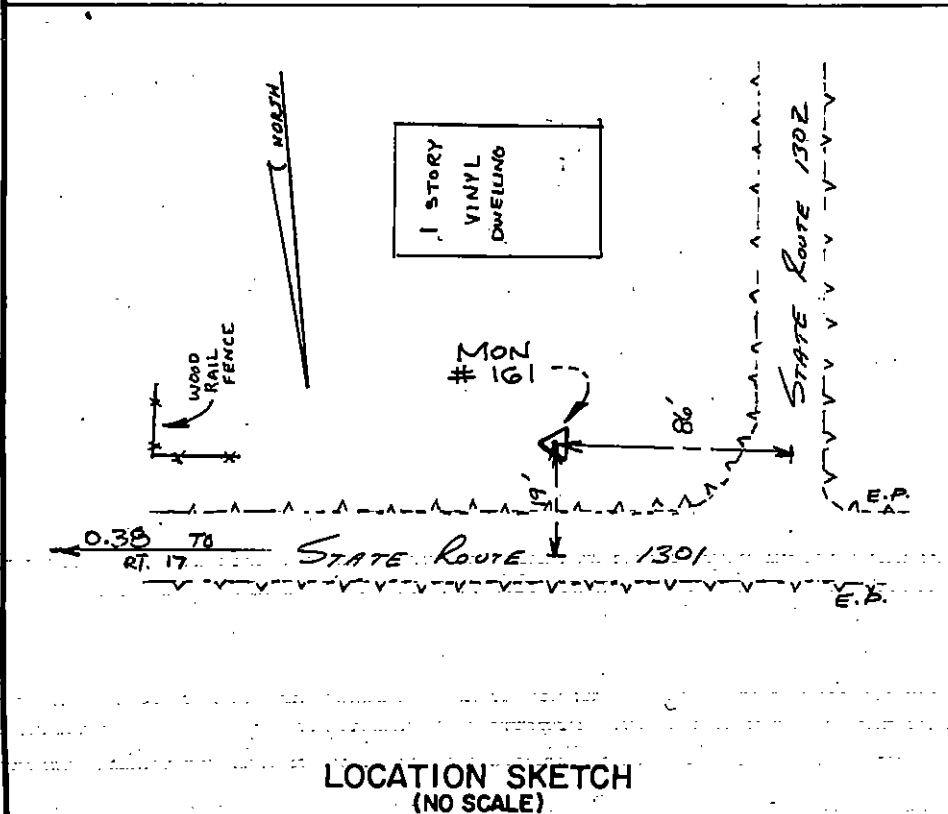 NORTH
1 STORY
VINYL
DWELLING
STATE ROUTE 1302
WOOD
RAIL
FENCE
MON
# 161
86'
19'
E.P.
0.38 TO
RT. 17
STATE ROUTE 1301
E.P.
LOCATION SKETCH
(NO SCALE)